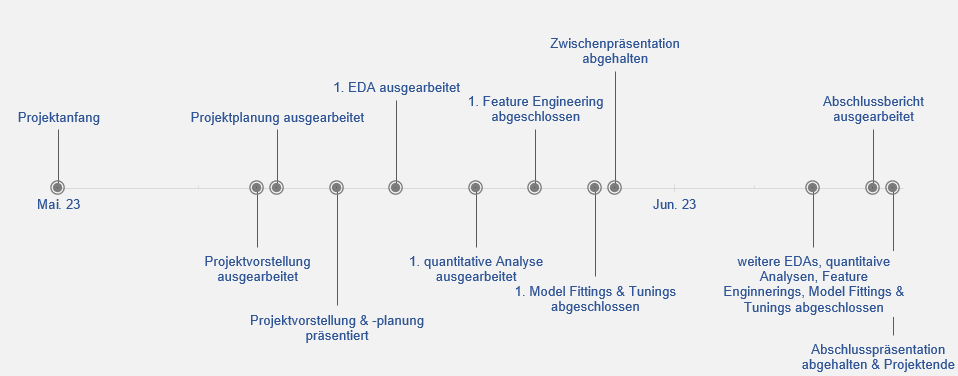 Zwischenpräsentation
abgehalten
1. EDA ausgearbeitet
1. Feature Engineering
abgeschlossen
Abschlussbericht
ausgearbeitet
Projektanfang
Projektplanung ausgearbeitet
Mai. 23
Jun. 23
Projektvorstellung
ausgearbeitet
1. quantitative Analyse
ausgearbeitet
weitere EDAs, quantitaive
Analysen, Feature
Enginnerings, Model Fittings &
Tunings abgeschlossen
1. Model Fittings & Tunings
abgeschlossen
Projektvorstellung & -planung
präsentiert
Abschlusspräsentation
abgehalten & Projektende